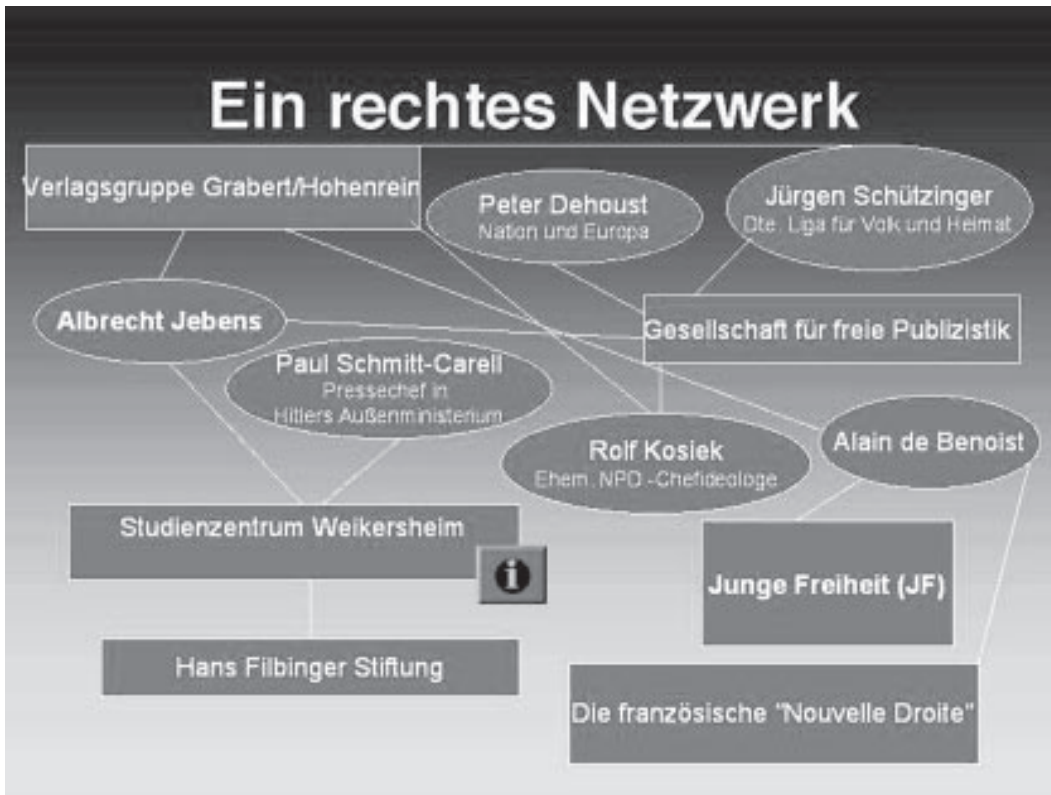 Ein rechtes Netzwerk
Verlagsgruppe Grabert/Hohenrein
Peter Dehoust
Nation und Europa
Jürgen Schützinger
Dte. Liga für Volk und Heimat
Albrecht Jebens
Gesellschaft für freie Publizistik
Paul Schmitt-Carell
Pressechef in
Hitlers Außenministerium
Rolf Kosiek
Ehem. NPD -Chefideologe
Alain de Benoist
Studienzentrum Weikersheim
Junge Freiheit (JF)
Hans Filbinger Stiftung
Die französische "Nouvelle Droite"